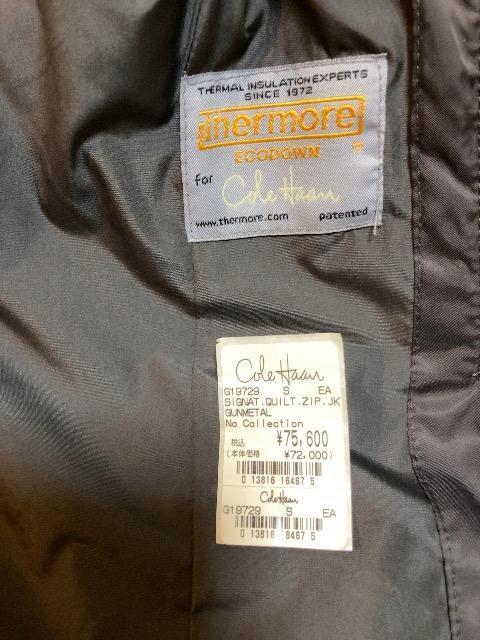 THERMAL INSULATION EXPERTS
SINCE 1972
Thermore
ECODOWN ®
for Cole Haan
www.thermore.com patented
Cole Haan
G19729 S EA
SIGNAT.QUILT.ZIP.JK
GUNMETAL
No Collection
税込 ¥75,600
(本体価格 ¥72,000)
0 13816 16467 5
Cole Haan
G19729 S EA
0 13816 16467 5